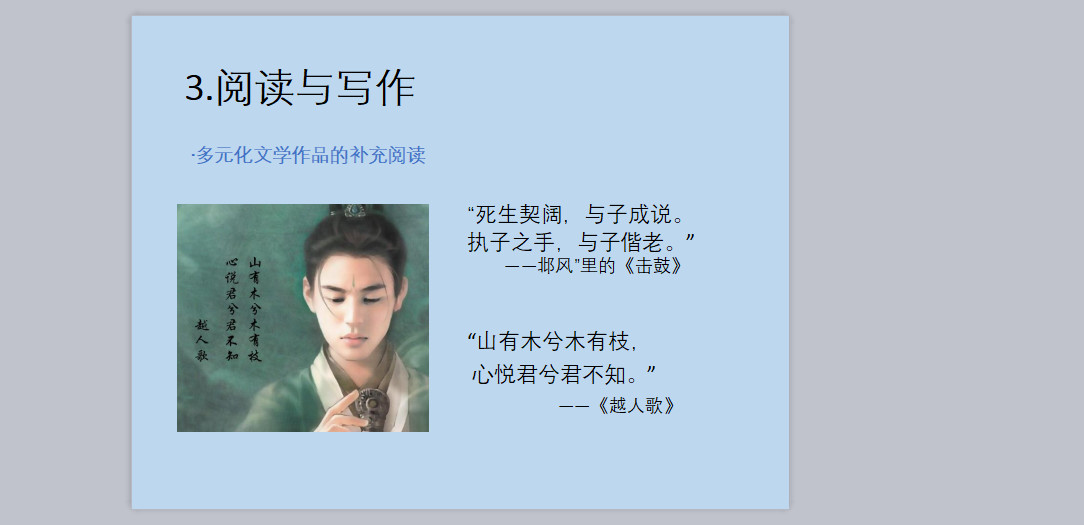 3.阅读与写作
·多元化文学作品的补充阅读
山有木兮木有枝
心悦君兮君不知
越人歌
“死生契阔，与子成说。
执子之手，与子偕老。”
——邶风”里的《击鼓》
“山有木兮木有枝，
心悦君兮君不知。”
——《越人歌》